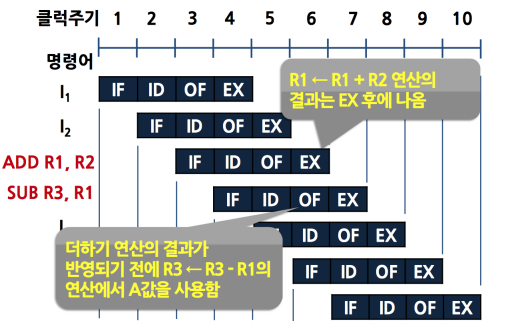 클럭주기 1 2 3 4 5 6 7 8 9 10
명령어
I1 IF ID OF EX
R1 ← R1 + R2 연산의
결과는 EX 후에 나옴
I2 IF ID OF EX
ADD R1, R2 IF ID OF EX
SUB R3, R1 IF ID OF EX
ID OF EX
더하기 연산의 결과가
반영되기 전에 R3 ← R3 - R1의
연산에서 A값을 사용함
IF ID OF EX
IF ID OF EX